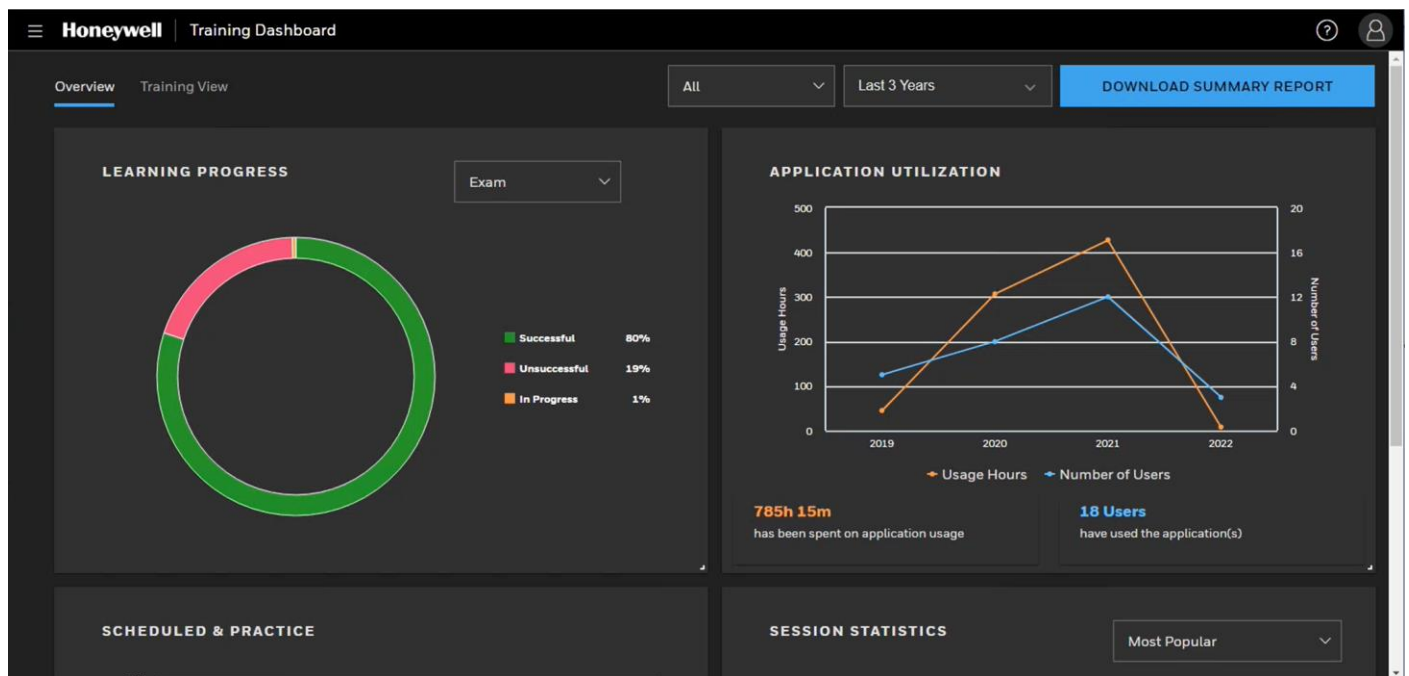 Honeywell Training Dashboard ?
Overview Training View All Last 3 Years DOWNLOAD SUMMARY REPORT
LEARNING PROGRESS
Exam
Successful 80%
Unsuccessful 19%
In Progress 1%
APPLICATION UTILIZATION
500 20
400 16
300 12
200 8
100 4
0 0
Usage Hours
Number of Users
2019 2020 2021 2022
Usage Hours Number of Users
785h 15m
has been spent on application usage
18 Users
have used the application(s)
SCHEDULED & PRACTICE
SESSION STATISTICS
Most Popular